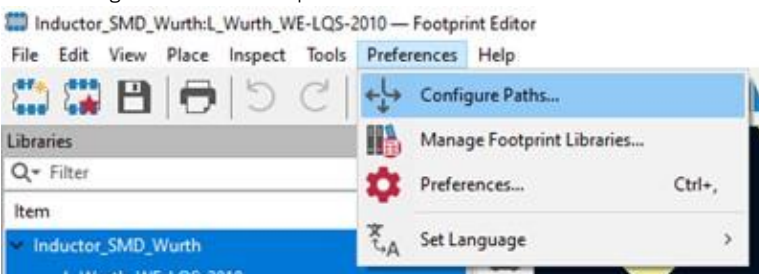 Inductor_SMD_Wurth:L_Wurth_WE-LQS-2010 — Footprint Editor
File Edit View Place Inspect Tools Preferences Help
Configure Paths...
Manage Footprint Libraries...
Preferences... Ctrl+,
Set Language >
Libraries
Filter
Item
Inductor_SMD_Wurth